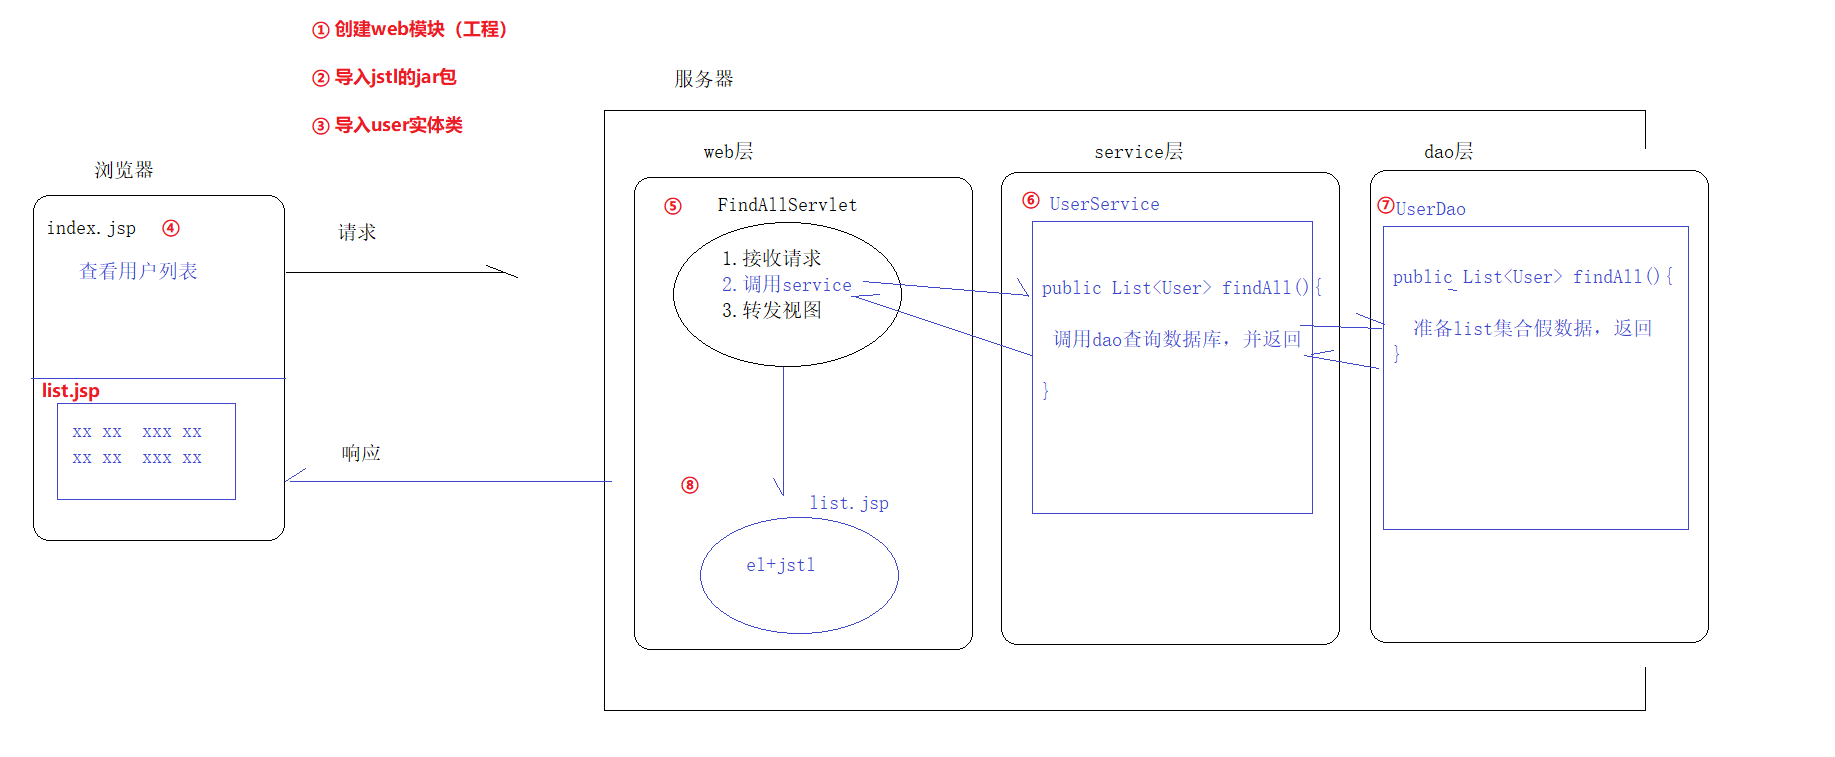 ① 创建web模块（工程）
② 导入jstl的jar包
③ 导入user实体类
服务器
浏览器
index.jsp ④
查看用户列表
list.jsp
xx xx  xxx xx
xx xx  xxx xx
请求
响应
web层
⑤ FindAllServlet
1.接收请求
2.调用service
3.转发视图
⑧
list.jsp
el+jstl
service层
⑥ UserService
public List<User> findAll(){
调用dao查询数据库，并返回
}
dao层
⑦UserDao
public List<User> findAll(){
准备list集合假数据，返回
}